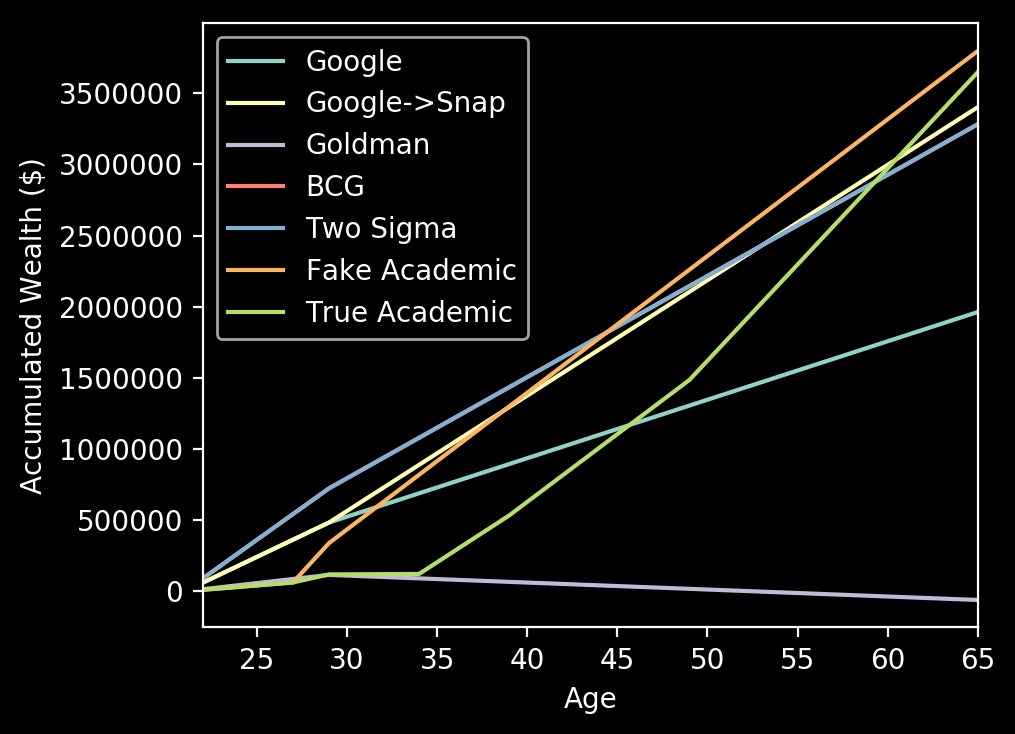 Google
Google->Snap
Goldman
BCG
Two Sigma
Fake Academic
True Academic
Accumulated Wealth ($)
3500000
3000000
2500000
2000000
1500000
1000000
500000
0
25 30 35 40 45 50 55 60 65
Age